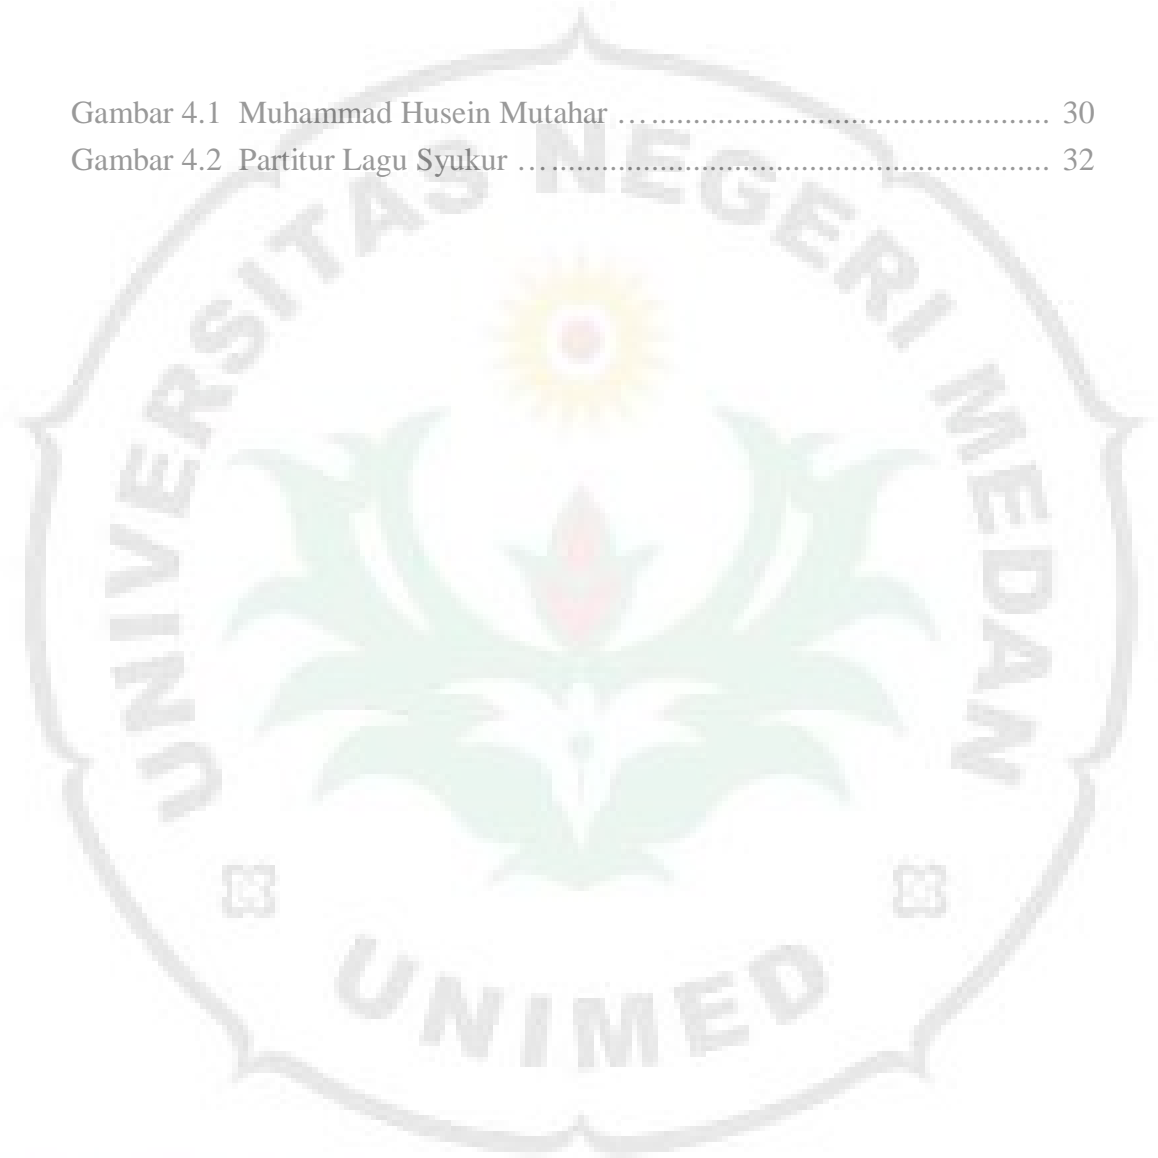 Gambar 4.1 Muhammad Husein Mutahar ................................................ 30
Gambar 4.2 Partitur Lagu Syukur ............................................................ 32
UNIVERSITAS NEGERI MEDAN
UNIMED